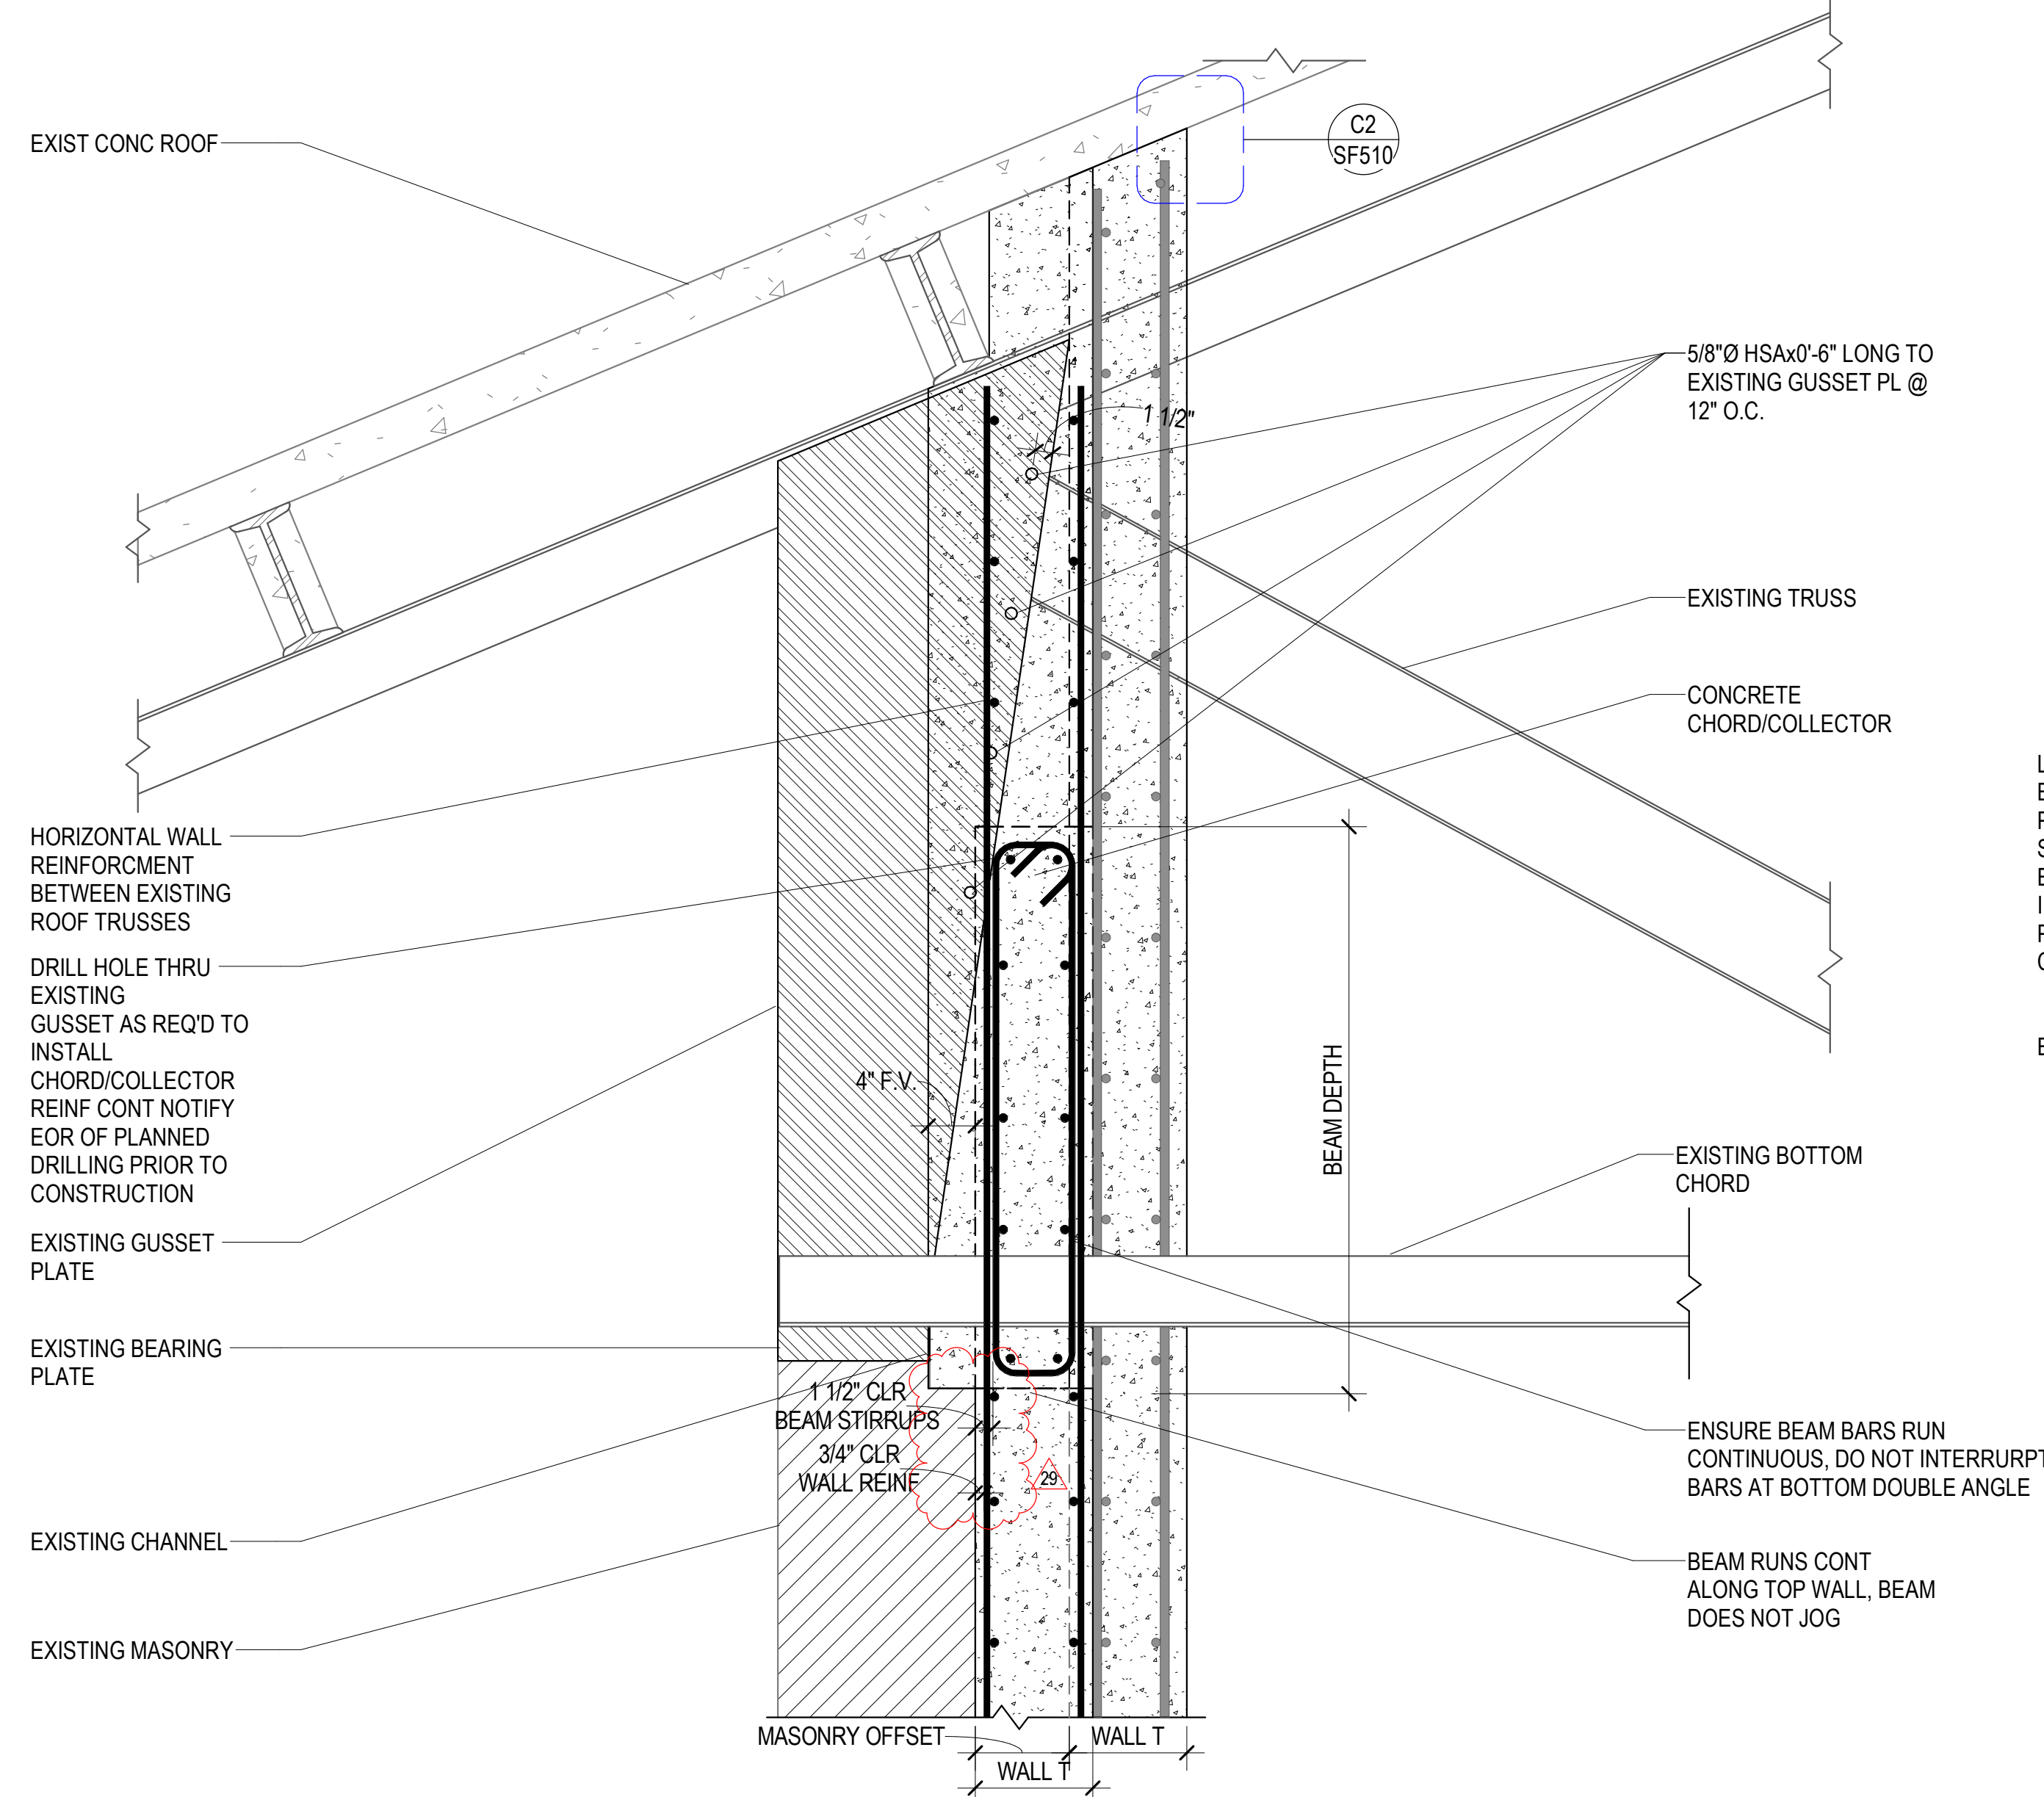 EXIST CONC ROOF
C2
SF510
5/8"Ø HSAx0'-6" LONG TO
EXISTING GUSSET PL @
12" O.C.
1 1/2"
EXISTING TRUSS
CONCRETE
CHORD/COLLECTOR
HORIZONTAL WALL
REINFORCMENT
BETWEEN EXISTING
ROOF TRUSSES
DRILL HOLE THRU
EXISTING
GUSSET AS REQ'D TO
INSTALL
CHORD/COLLECTOR
REINF CONT NOTIFY
EOR OF PLANNED
DRILLING PRIOR TO
CONSTRUCTION
4" F.V.
BEAM DEPTH
EXISTING BOTTOM
CHORD
EXISTING GUSSET
PLATE
EXISTING BEARING
PLATE
1 1/2" CLR
BEAM STIRRUPS
3/4" CLR
WALL REINF
29
ENSURE BEAM BARS RUN
CONTINUOUS, DO NOT INTERRURPT
BARS AT BOTTOM DOUBLE ANGLE
EXISTING CHANNEL
BEAM RUNS CONT
ALONG TOP WALL, BEAM
DOES NOT JOG
EXISTING MASONRY
MASONRY OFFSET
WALL T
WALL T